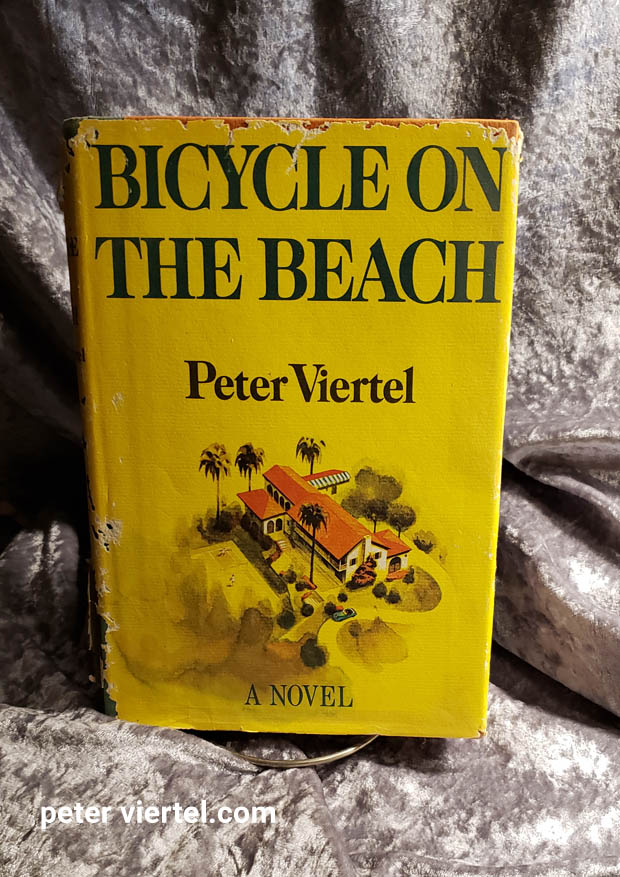 BICYCLE ON
THE BEACH
Peter Viertel
A NOVEL
peter viertel.com